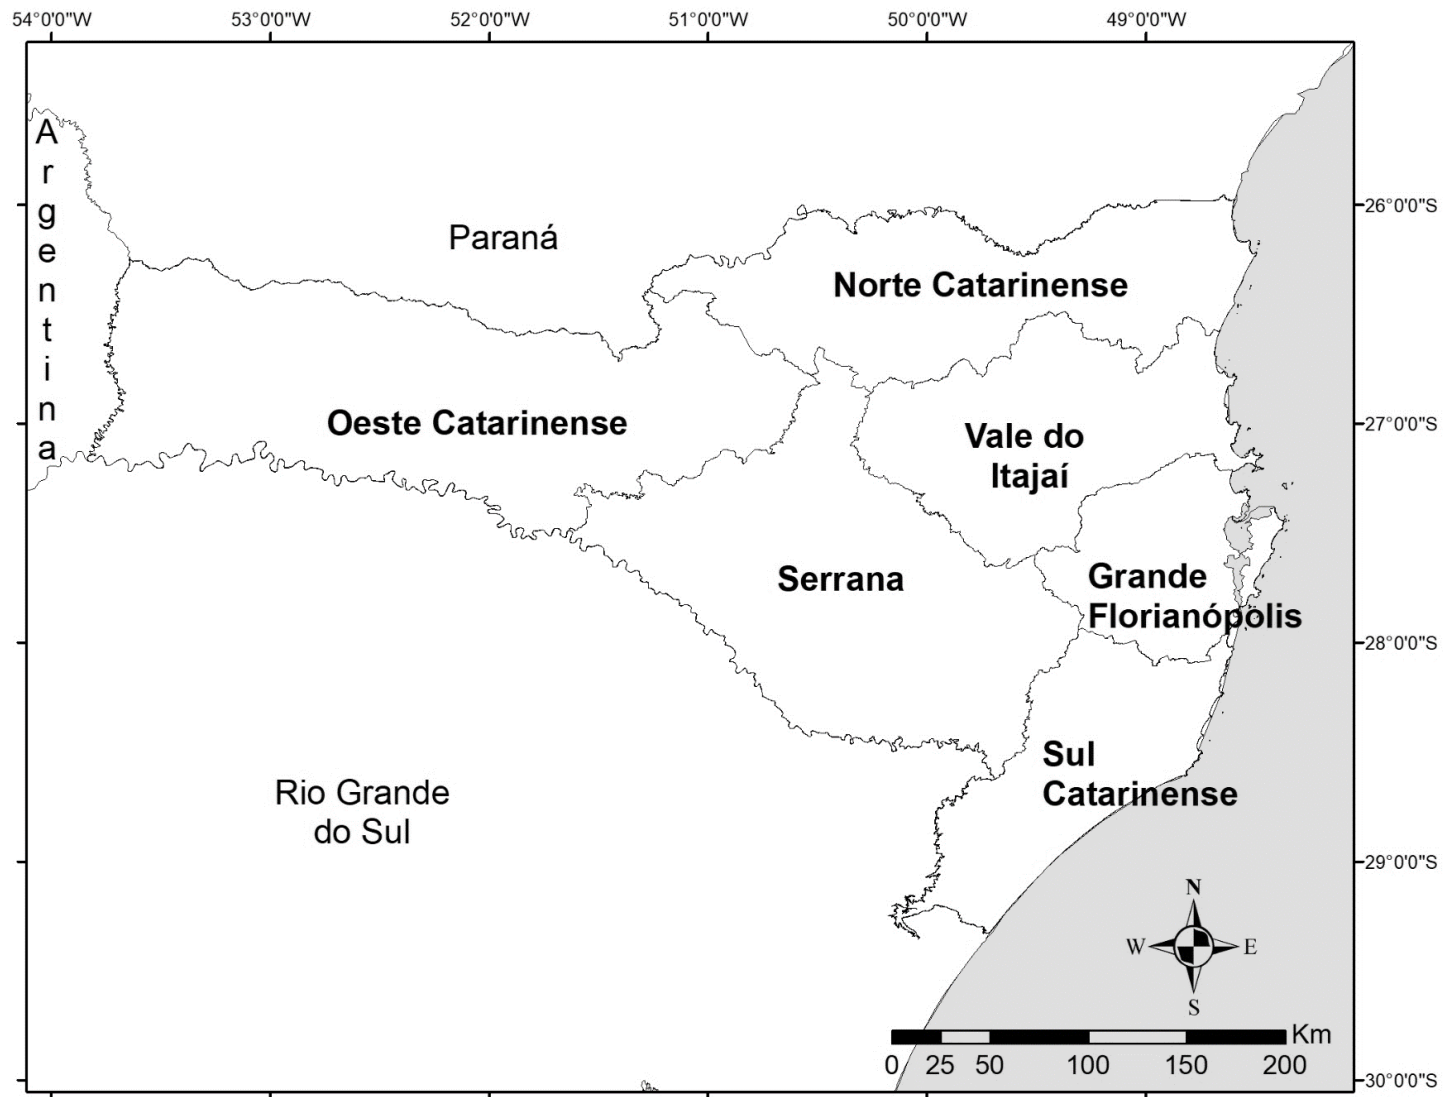 54°0'0"W 53°0'0"W 52°0'0"W 51°0'0"W 50°0'0"W 49°0'0"W
Argentina
26°0'0"S
Paraná
Norte Catarinense
Oeste Catarinense
27°0'0"S
Vale do
Itajaí
Serrana
Grande
Florianópolis
28°0'0"S
Sul
Catarinense
Rio Grande
do Sul
29°0'0"S
N
W E
S
Km
0 25 50 100 150 200
30°0'0"S